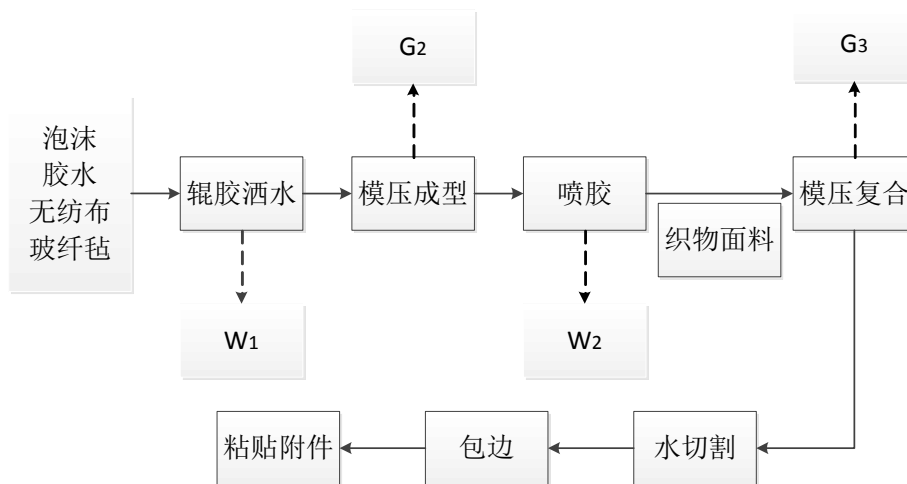 G2
G3
泡沫
胶水
无纺布
玻纤毡
辊胶洒水
模压成型
喷胶
模压复合
织物面料
W1
W2
粘贴附件
包边
水切割